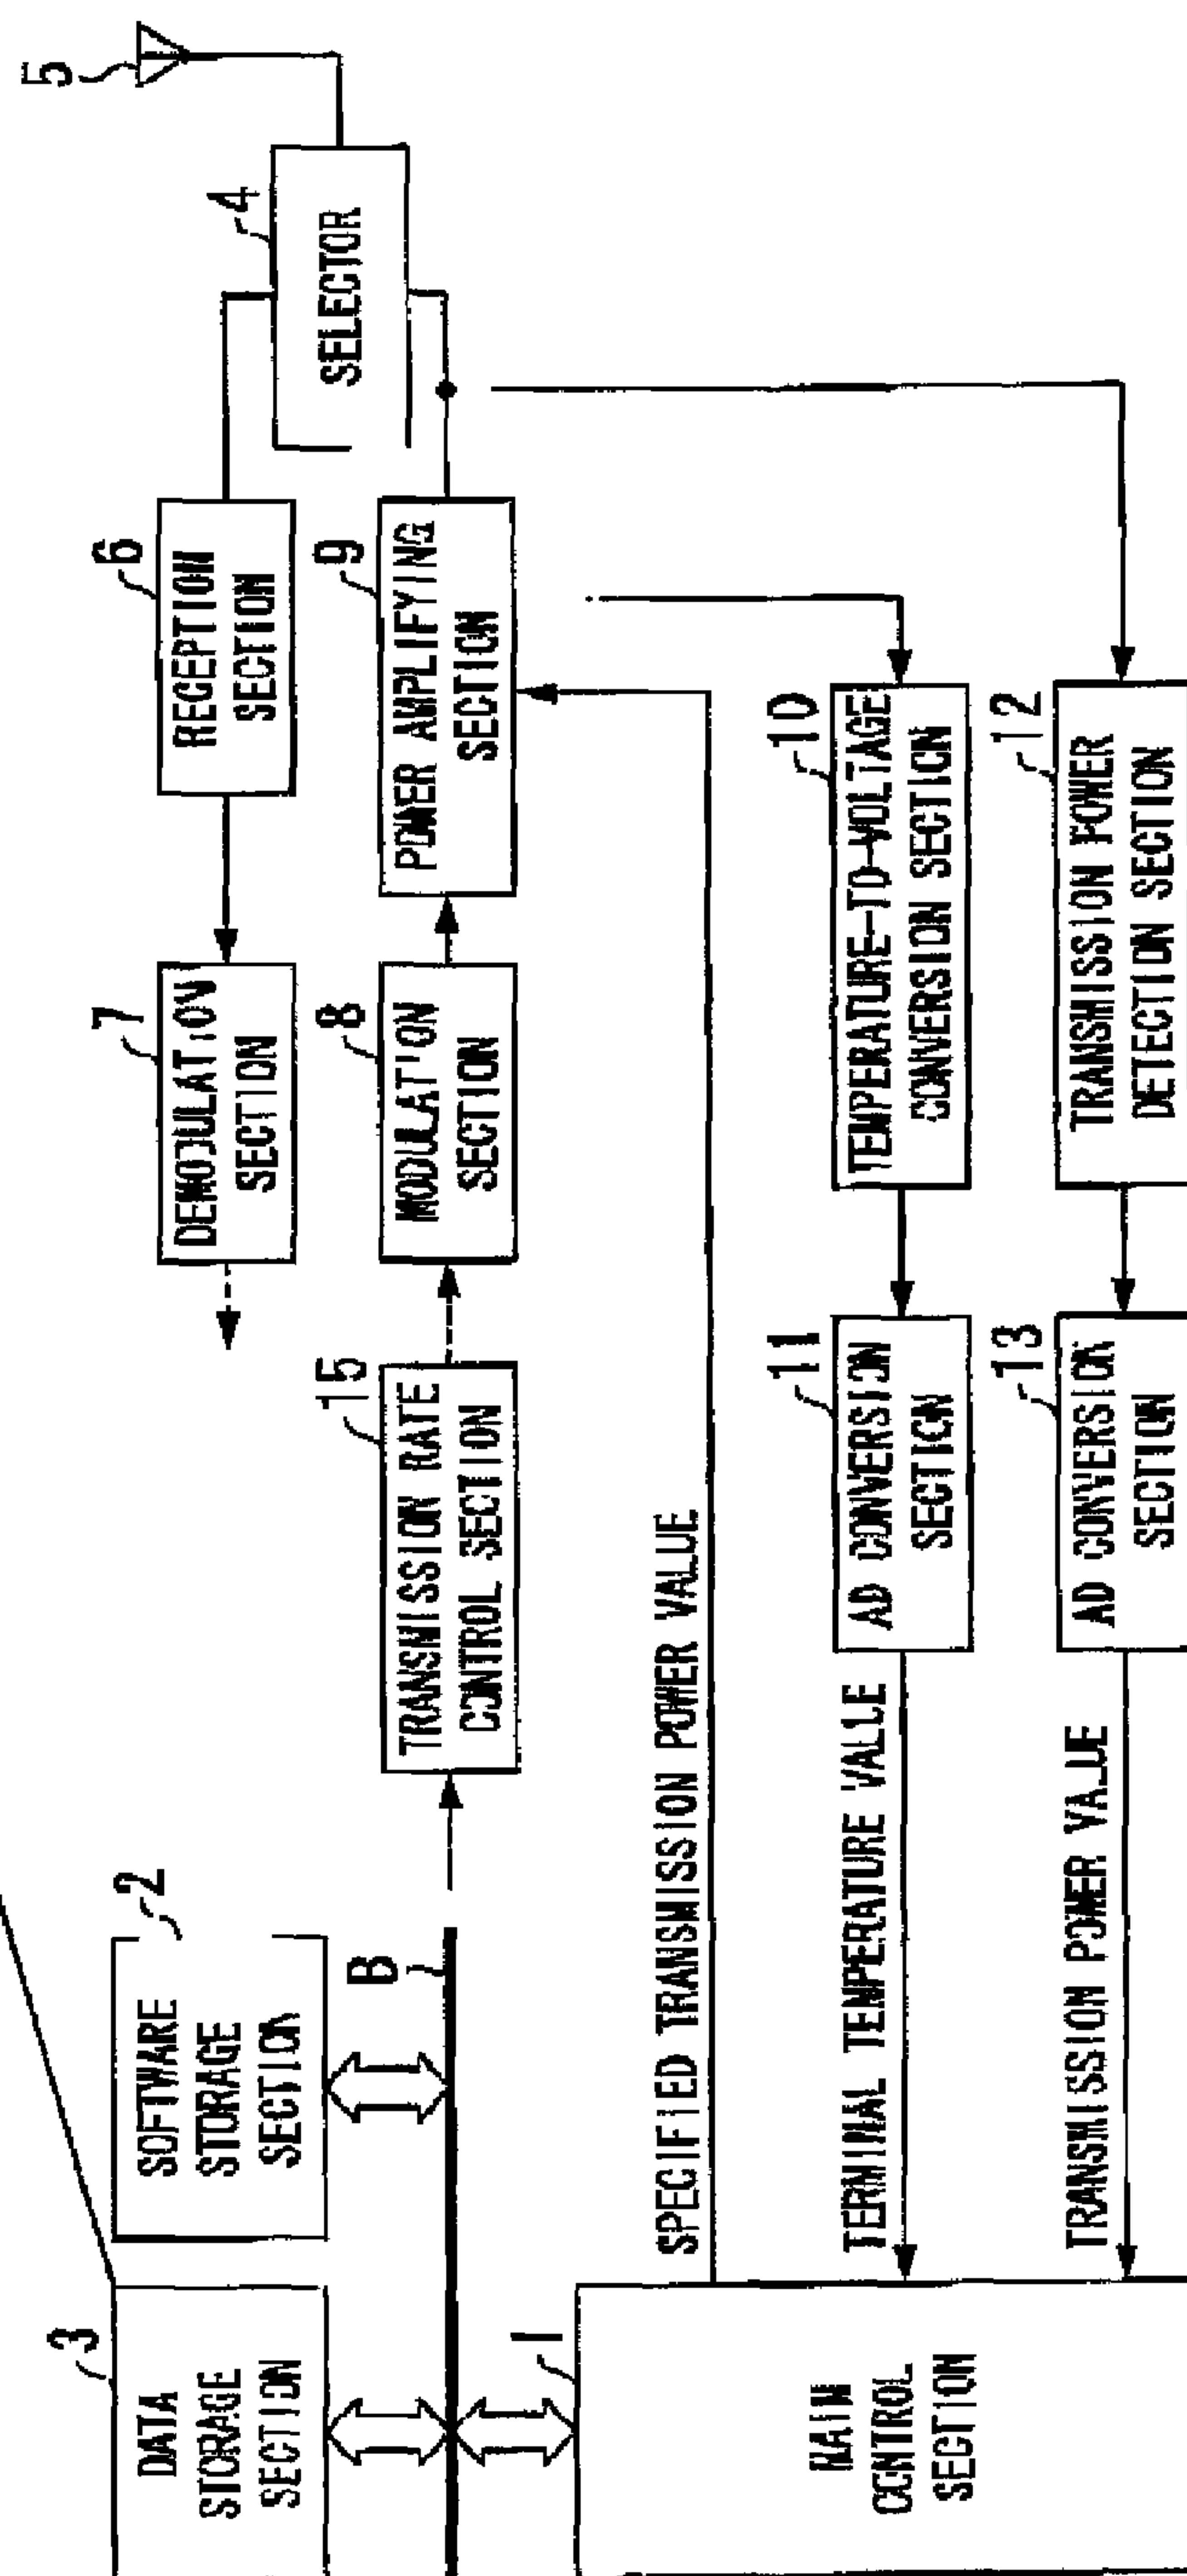 5
4
SELECTOR
6
RECEPTION
SECTION
9
POWER AMPLIFYING
SECTION
7
DEMODULATION
SECTION
8
MODULATION
SECTION
10
TEMPERATURE-TO-VOLTAGE
CONVERSION SECTION
12
TRANSMISSION POWER
DETECTION SECTION
15
TRANSMISSION RATE
CONTROL SECTION
11
AD CONVERSION
SECTION
13
AD CONVERSION
SECTION
2
SOFTWARE
STORAGE
SECTION
B
SPECIFIED TRANSMISSION POWER VALUE
TERMINAL TEMPERATURE VALUE
TRANSMISSION POWER VALUE
3
DATA
STORAGE
SECTION
1
MAIN
CONTROL
SECTION